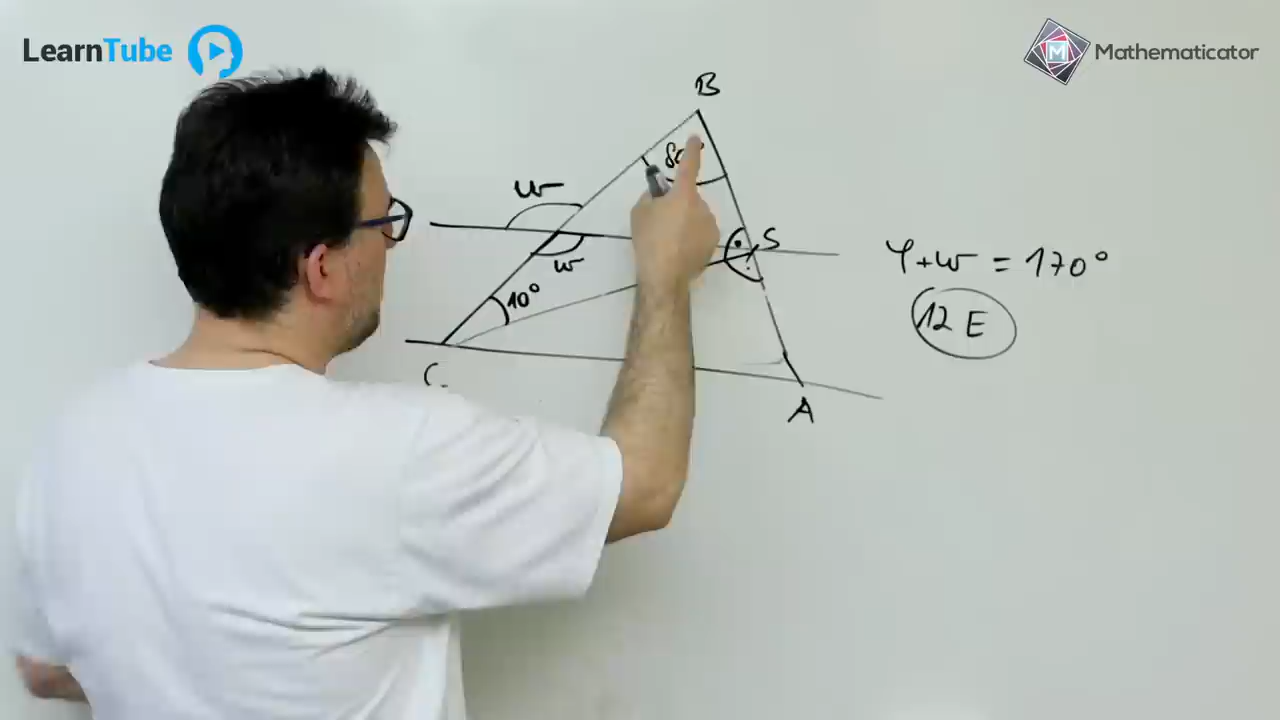 LearnTube
Mathematicator
B
ω
S
φ+ω = 170°
ω
10°
12 E
C
A